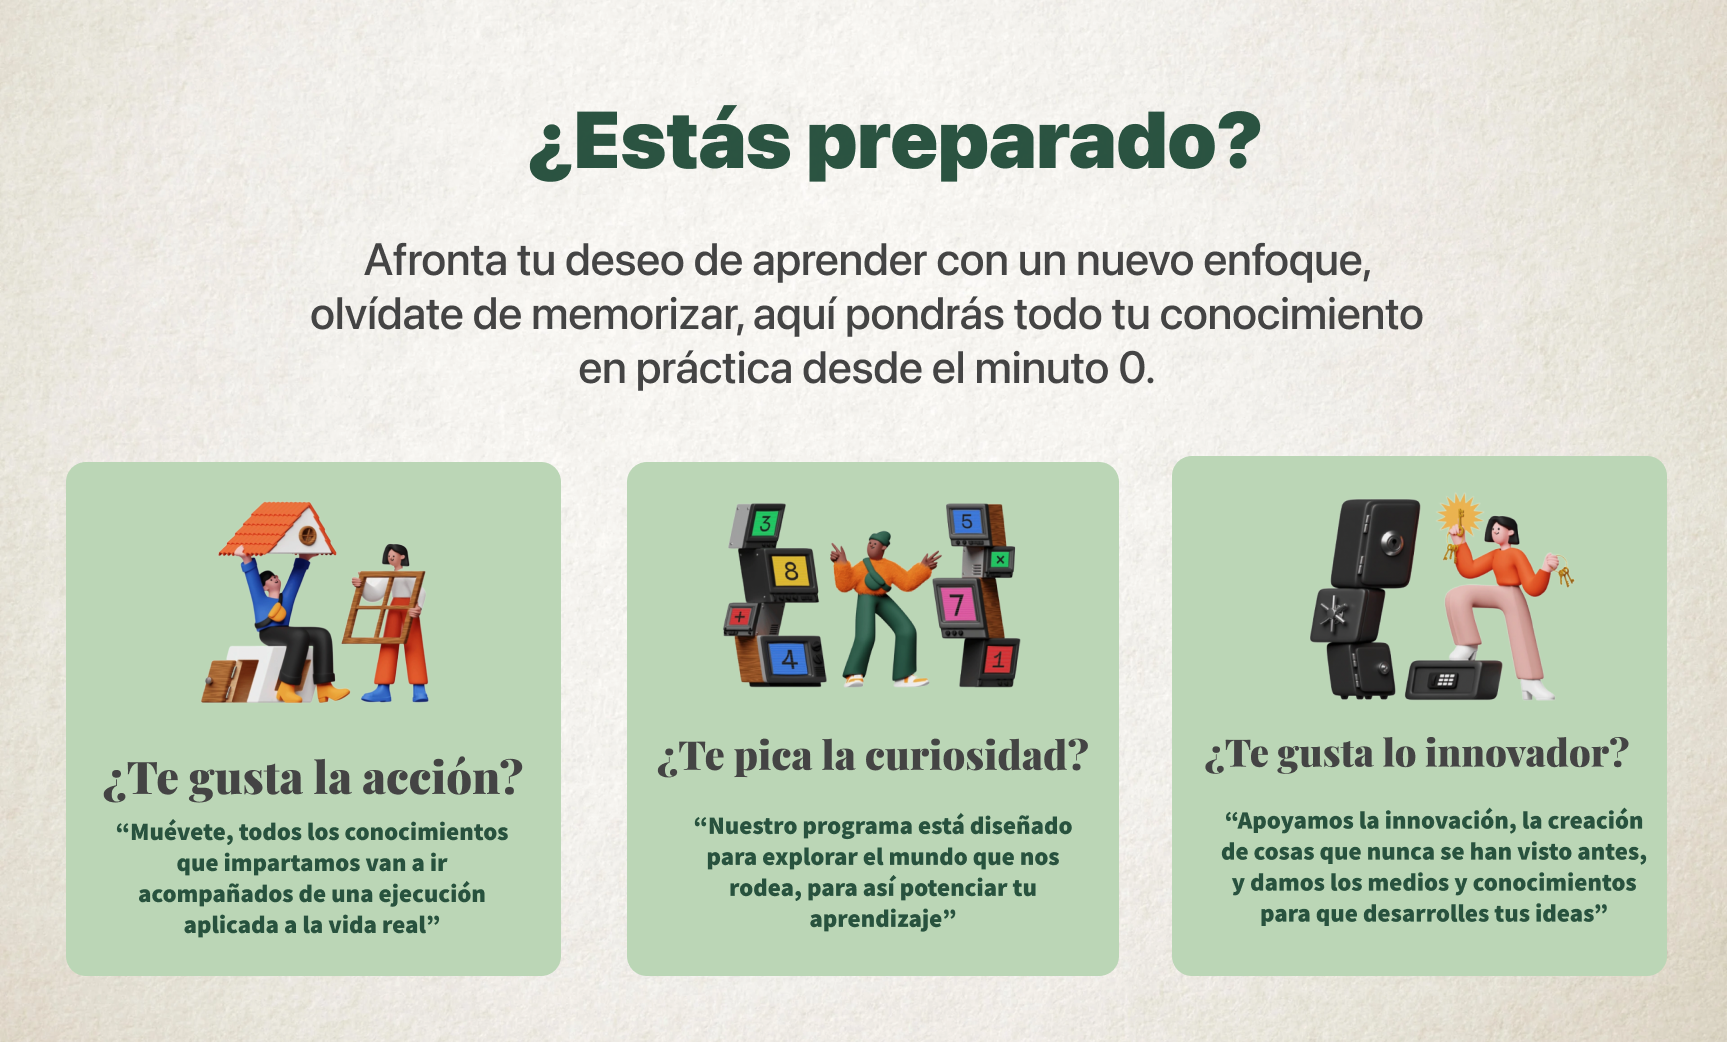 ¿Estás preparado?
Afronta tu deseo de aprender con un nuevo enfoque,
olvídate de memorizar, aquí pondrás todo tu conocimiento
en práctica desde el minuto 0.
¿Te gusta la acción?
“Muévete, todos los conocimientos
que impartamos van a ir
acompañados de una ejecución
aplicada a la vida real”
3
8
+
4
5
x
7
1
¿Te pica la curiosidad?
“Nuestro programa está diseñado
para explorar el mundo que nos
rodea, para así potenciar tu
aprendizaje”
¿Te gusta lo innovador?
“Apoyamos la innovación, la creación
de cosas que nunca se han visto antes,
y damos los medios y conocimientos
para que desarrolles tus ideas”